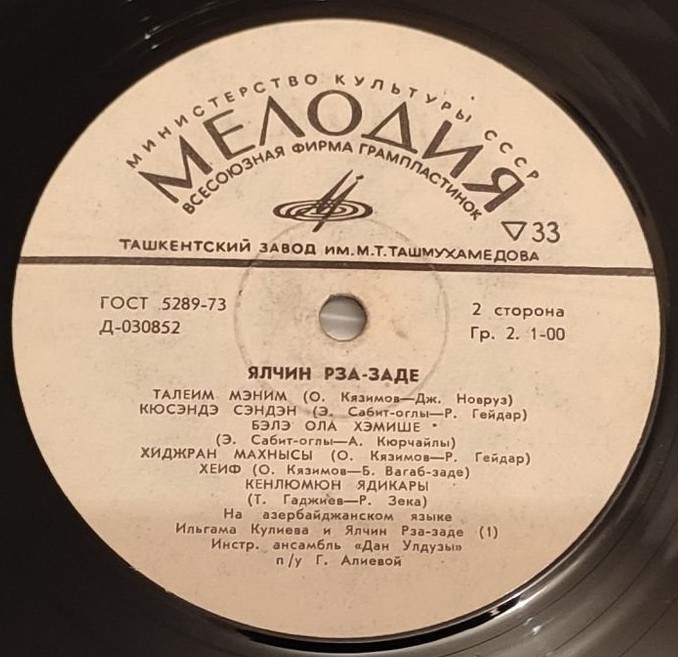 МИНИСТЕРСТВО КУЛЬТУРЫ СССР
МЕЛОДИЯ
ВСЕСОЮЗНАЯ ФИРМА ГРАМПЛАСТИНОК
▽33
ТАШКЕНТСКИЙ ЗАВОД ИМ. М. Т. ТАШМУХАМЕДОВА
ГОСТ 5289-73
Д-030852
2 сторона
Гр. 2. 1-00
ЯЛЧИН РЗА-ЗАДЕ
ТАЛЕИМ МЭНИМ (О. Кязимов—Дж. Новруз)
КЮСЭНДЭ СЭНДЭН (Э. Сабит-оглы—Р. Гейдар)
БЭЛЭ ОЛА ХЭМИШЕ
(Э. Сабит-оглы—А. Кюрчайлы)
ХИДЖРАН МАХНЫСЫ (О. Кязимов—Р. Гейдар)
ХЕИФ (О. Кязимов—Б. Вагаб-заде)
КЕНЛЮМЮН ЯДИКАРЫ
(Т. Гаджиев—Р. Зека)
На азербайджанском языке
Ильгама Кулиева и Ялчин Рза-заде (1)
Инстр. ансамбль «Дан Улдузы»
п/у Г. Алиевой